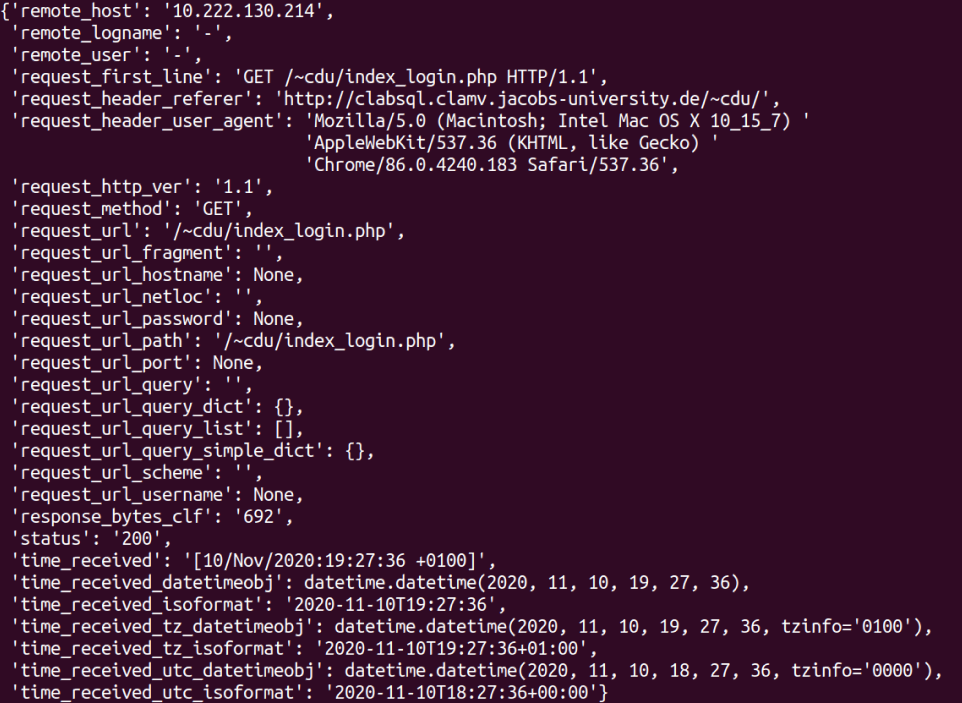 {'remote_host': '10.222.130.214',
 'remote_logname': '-',
 'remote_user': '-',
 'request_first_line': 'GET /~cdu/index_login.php HTTP/1.1',
 'request_header_referer': 'http://clabsql.clamv.jacobs-university.de/~cdu/',
 'request_header_user_agent': 'Mozilla/5.0 (Macintosh; Intel Mac OS X 10_15_7) '
                              'AppleWebKit/537.36 (KHTML, like Gecko) '
                              'Chrome/86.0.4240.183 Safari/537.36',
 'request_http_ver': '1.1',
 'request_method': 'GET',
 'request_url': '/~cdu/index_login.php',
 'request_url_fragment': '',
 'request_url_hostname': None,
 'request_url_netloc': '',
 'request_url_password': None,
 'request_url_path': '/~cdu/index_login.php',
 'request_url_port': None,
 'request_url_query': '',
 'request_url_query_dict': {},
 'request_url_query_list': [],
 'request_url_query_simple_dict': {},
 'request_url_scheme': '',
 'request_url_username': None,
 'response_bytes_clf': '692',
 'status': '200',
 'time_received': '[10/Nov/2020:19:27:36 +0100]',
 'time_received_datetimeobj': datetime.datetime(2020, 11, 10, 19, 27, 36),
 'time_received_isoformat': '2020-11-10T19:27:36',
 'time_received_tz_datetimeobj': datetime.datetime(2020, 11, 10, 19, 27, 36, tzinfo='0100'),
 'time_received_tz_isoformat': '2020-11-10T19:27:36+01:00',
 'time_received_utc_datetimeobj': datetime.datetime(2020, 11, 10, 18, 27, 36, tzinfo='0000'),
 'time_received_utc_isoformat': '2020-11-10T18:27:36+00:00'}